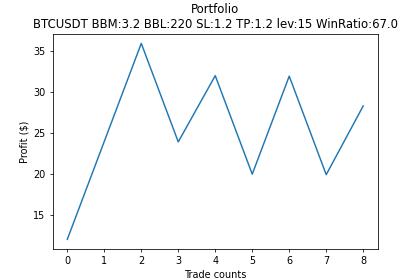 Portfolio
BTCUSDT BBM:3.2 BBL:220 SL:1.2 TP:1.2 lev:15 WinRatio:67.0
35
30
25
20
15
Profit ($)
0 1 2 3 4 5 6 7 8
Trade counts